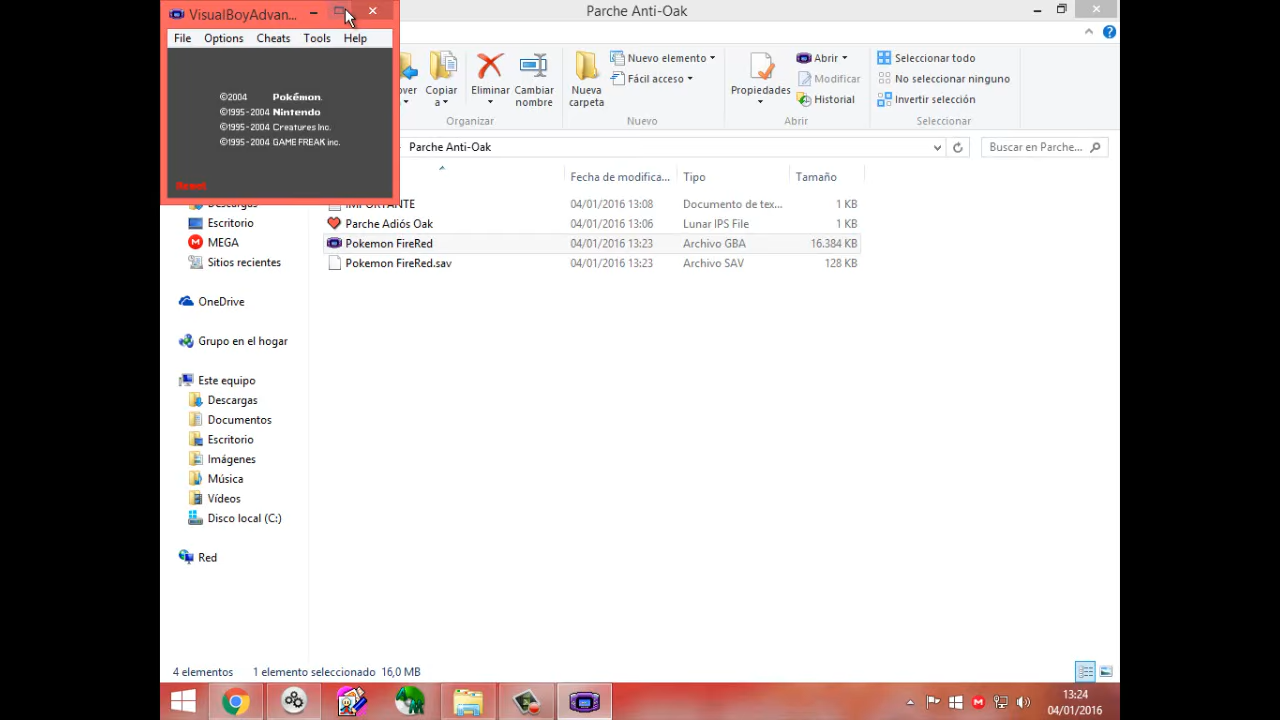 VisualBoyAdvan...
Parche Anti-Oak
File Options Cheats Tools Help
©2004 Pokémon.
©1995-2004 Nintendo
©1995-2004 Creatures Inc.
©1995-2004 GAME FREAK inc.
Reset
over
Copiar a
Eliminar
Cambiar nombre
Organizar
Nueva carpeta
Nuevo elemento
Fácil acceso
Nuevo
Propiedades
Abrir
Modificar
Historial
Abrir
Seleccionar todo
No seleccionar ninguno
Invertir selección
Seleccionar
Parche Anti-Oak
Buscar en Parche...
Fecha de modifica... Tipo Tamaño
IMPORTANTE 04/01/2016 13:08 Documento de tex... 1 KB
Parche Adiós Oak 04/01/2016 13:06 Lunar IPS File 1 KB
Pokemon FireRed 04/01/2016 13:23 Archivo GBA 16.384 KB
Pokemon FireRed.sav 04/01/2016 13:23 Archivo SAV 128 KB
Descargas
Escritorio
MEGA
Sitios recientes
OneDrive
Grupo en el hogar
Este equipo
Descargas
Documentos
Escritorio
Imágenes
Música
Vídeos
Disco local (C:)
Red
4 elementos 1 elemento seleccionado 16,0 MB
13:24
04/01/2016